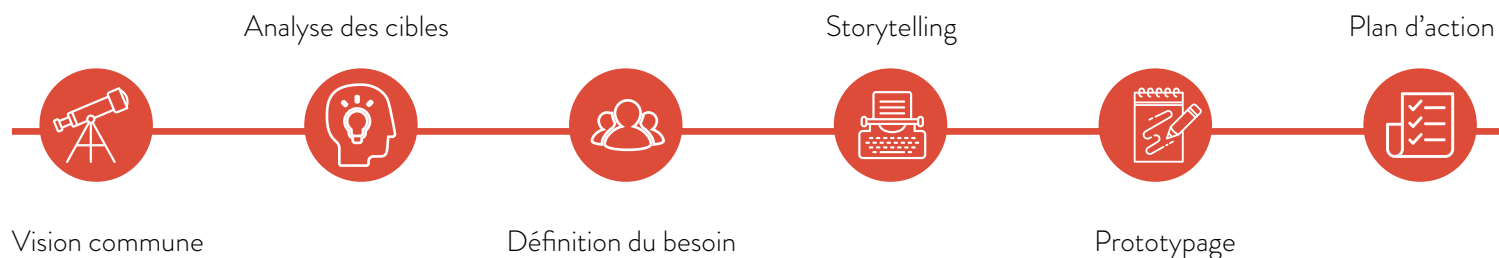 Analyse des cibles
Storytelling
Plan d’action
Vision commune
Définition du besoin
Prototypage